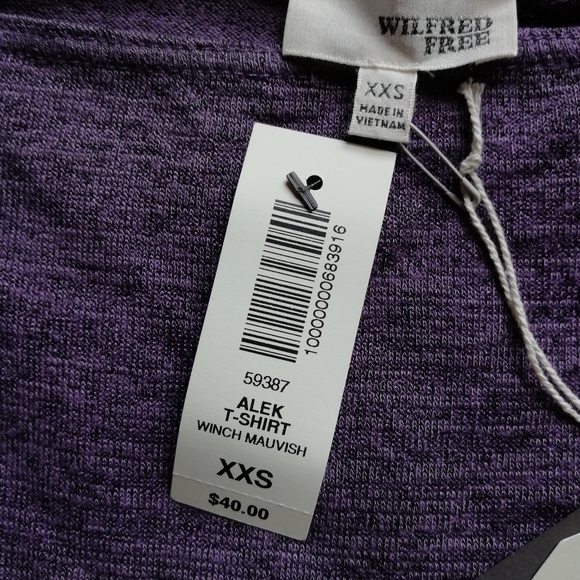 WILFRED
FREE
XXS
MADE IN
VIETNAM
10000000683916
59387
ALEK
T-SHIRT
WINCH MAUVISH
XXS
$40.00